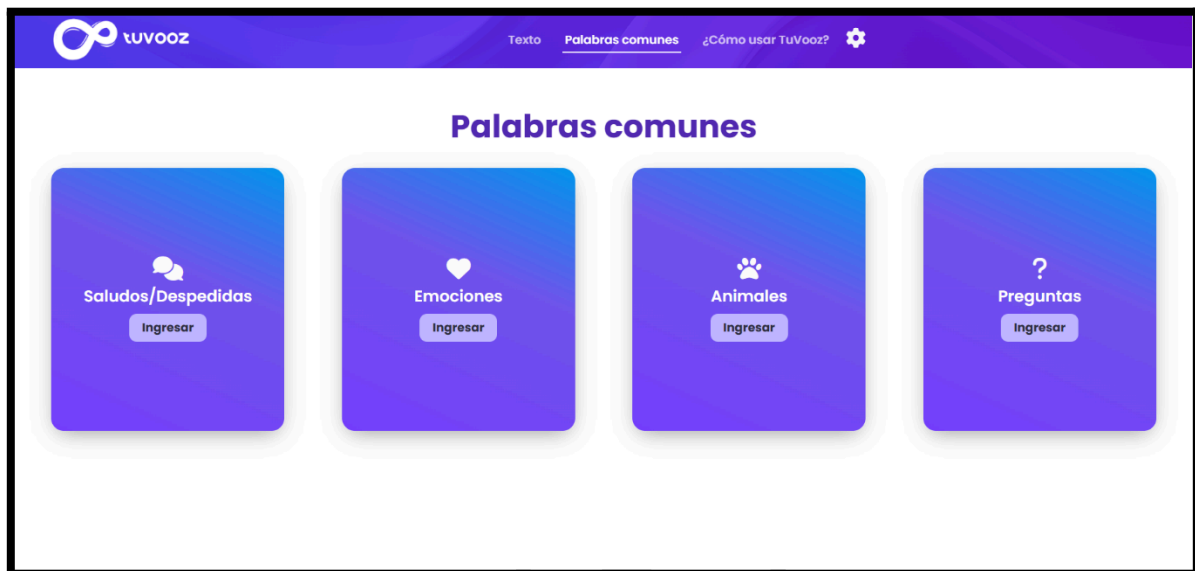 tuvooz
Texto Palabras comunes ¿Cómo usar TuVooz?
Palabras comunes
Saludos/Despedidas
Ingresar
Emociones
Ingresar
Animales
Ingresar
?
Preguntas
Ingresar